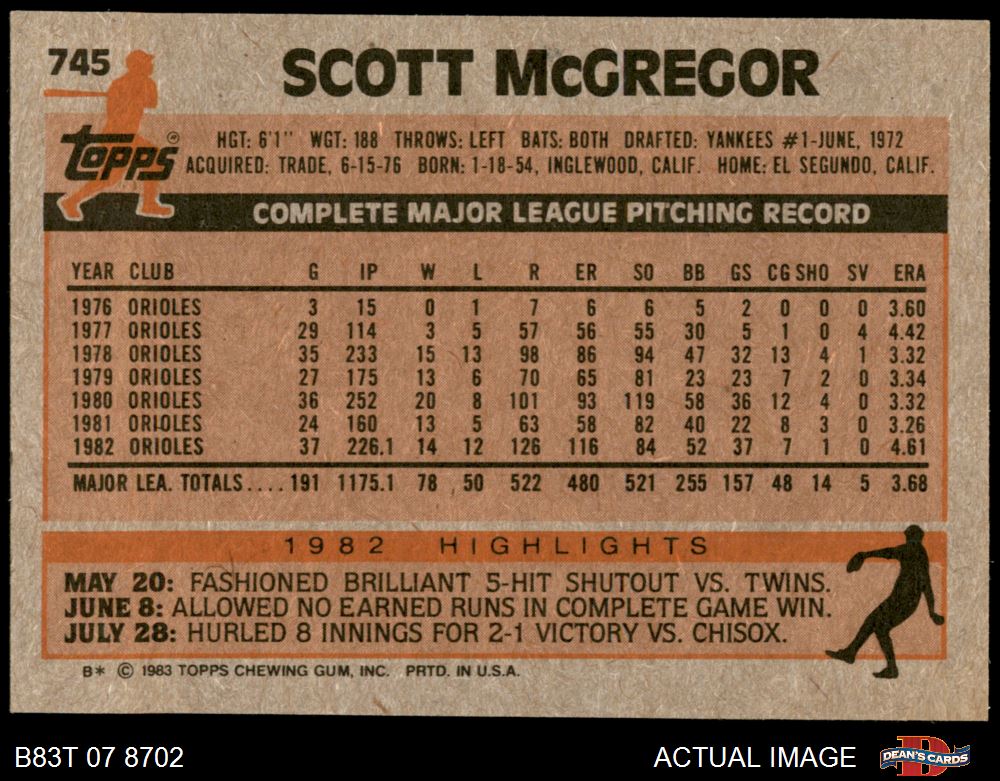 745
SCOTT McGREGOR
Topps®
HGT: 6'1" WGT: 188 THROWS: LEFT BATS: BOTH DRAFTED: YANKEES #1-JUNE, 1972
ACQUIRED: TRADE, 6-15-76 BORN: 1-18-54, INGLEWOOD, CALIF. HOME: EL SEGUNDO, CALIF.
COMPLETE MAJOR LEAGUE PITCHING RECORD
YEAR CLUB G IP W L R ER SO BB GS CG SHO SV ERA
1976 ORIOLES 3 15 0 1 7 6 6 5 2 0 0 0 3.60
1977 ORIOLES 29 114 3 5 57 56 55 30 5 1 0 4 4.42
1978 ORIOLES 35 233 15 13 98 86 94 47 32 13 4 1 3.32
1979 ORIOLES 27 175 13 6 70 65 81 23 23 7 2 0 3.34
1980 ORIOLES 36 252 20 8 101 93 119 58 36 12 4 0 3.32
1981 ORIOLES 24 160 13 5 63 58 82 40 22 8 3 0 3.26
1982 ORIOLES 37 226.1 14 12 126 116 84 52 37 7 1 0 4.61
MAJOR LEA. TOTALS.... 191 1175.1 78 50 522 480 521 255 157 48 14 5 3.68
1982 HIGHLIGHTS
MAY 20: FASHIONED BRILLIANT 5-HIT SHUTOUT VS. TWINS.
JUNE 8: ALLOWED NO EARNED RUNS IN COMPLETE GAME WIN.
JULY 28: HURLED 8 INNINGS FOR 2-1 VICTORY VS. CHISOX.
B* © 1983 TOPPS CHEWING GUM, INC. PRTD. IN U.S.A.
B83T 07 8702
ACTUAL IMAGE
DEAN'S CARDS